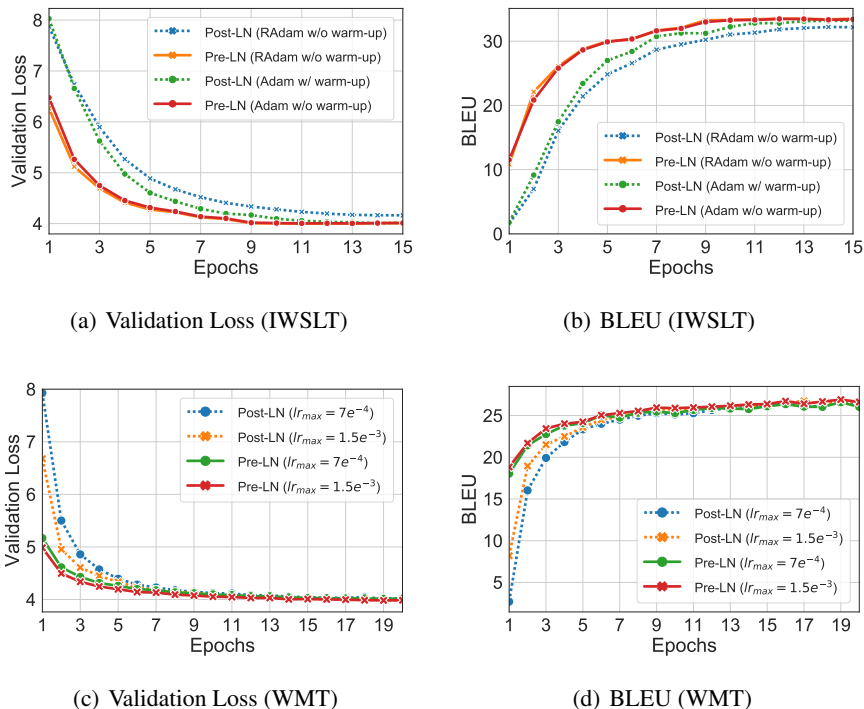 8
7
6
5
4
Validation Loss
Post-LN (RAdam w/o warm-up)
Pre-LN (RAdam w/o warm-up)
Post-LN (Adam w/ warm-up)
Pre-LN (Adam w/o warm-up)
1 3 5 7 9 11 13 15
Epochs
(a) Validation Loss (IWSLT)
30
20
10
0
BLEU
Post-LN (RAdam w/o warm-up)
Pre-LN (RAdam w/o warm-up)
Post-LN (Adam w/ warm-up)
Pre-LN (Adam w/o warm-up)
1 3 5 7 9 11 13 15
Epochs
(b) BLEU (IWSLT)
8
7
6
5
4
Validation Loss
Post-LN (lr_max = 7e⁻⁴)
Post-LN (lr_max = 1.5e⁻³)
Pre-LN (lr_max = 7e⁻⁴)
Pre-LN (lr_max = 1.5e⁻³)
1 3 5 7 9 11 13 15 17 19
Epochs
(c) Validation Loss (WMT)
25
20
15
10
5
BLEU
Post-LN (lr_max = 7e⁻⁴)
Post-LN (lr_max = 1.5e⁻³)
Pre-LN (lr_max = 7e⁻⁴)
Pre-LN (lr_max = 1.5e⁻³)
1 3 5 7 9 11 13 15 17 19
Epochs
(d) BLEU (WMT)